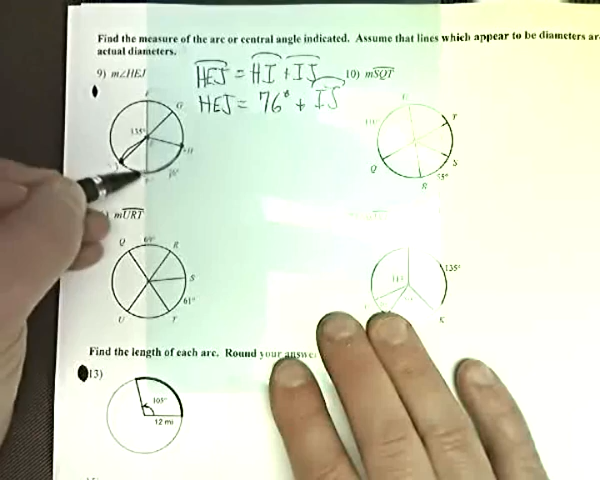 Find the measure of the arc or central angle indicated. Assume that lines which appear to be diameters are
actual diameters.
9) m∠HEJ
HEJ = HI + IJ
10) mSQT
HEJ = 76° + IJ
G
T
135°
H
Q
S
R
mURT
Q
R
S
135°
61°
U
T
K
Find the length of each arc. Round your answe
13)
105°
12 mi